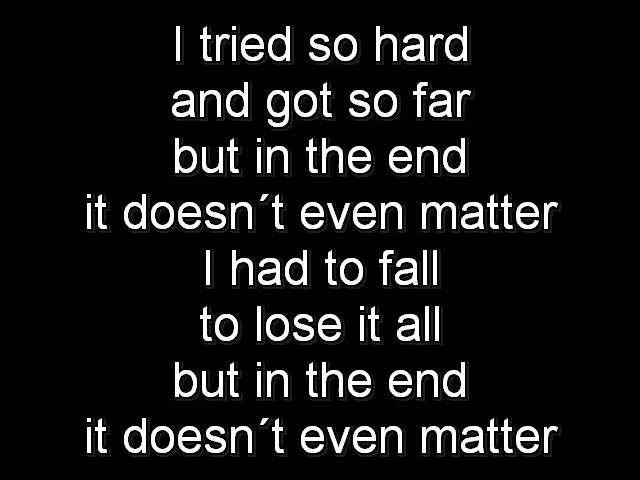 I tried so hard
and got so far
but in the end
it doesn´t even matter
I had to fall
to lose it all
but in the end
it doesn´t even matter